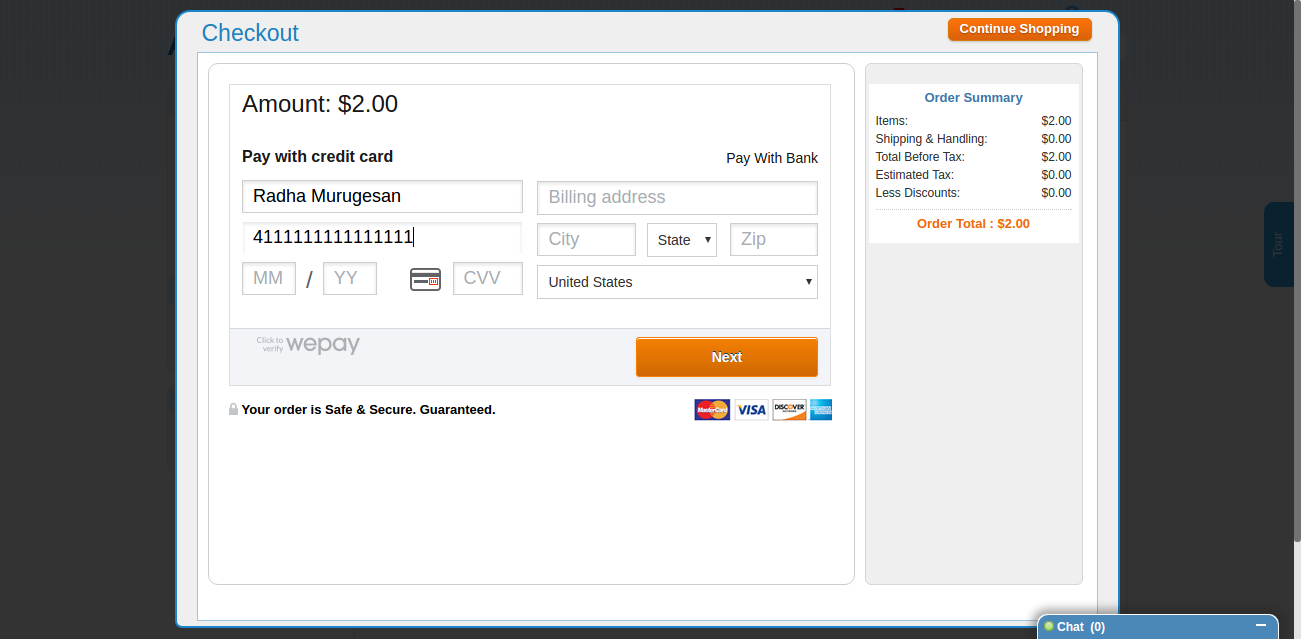 Checkout
Continue Shopping
Amount: $2.00
Pay with credit card
Pay With Bank
Radha Murugesan
Billing address
4111111111111111
City
State
Zip
MM / YY
CVV
United States
Click to verify wepay
Next
Your order is Safe & Secure. Guaranteed.
MasterCard
VISA
DISCOVER
Order Summary
Items: $2.00
Shipping & Handling: $0.00
Total Before Tax: $2.00
Estimated Tax: $0.00
Less Discounts: $0.00
Order Total : $2.00
Tour
Chat (0)